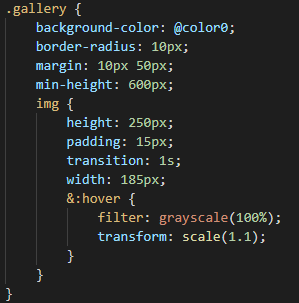 .gallery {
    background-color: @color0;
    border-radius: 10px;
    margin: 10px 50px;
    min-height: 600px;
    img {
        height: 250px;
        padding: 15px;
        transition: 1s;
        width: 185px;
        &:hover {
            filter: grayscale(100%);
            transform: scale(1.1);
        }
    }
}